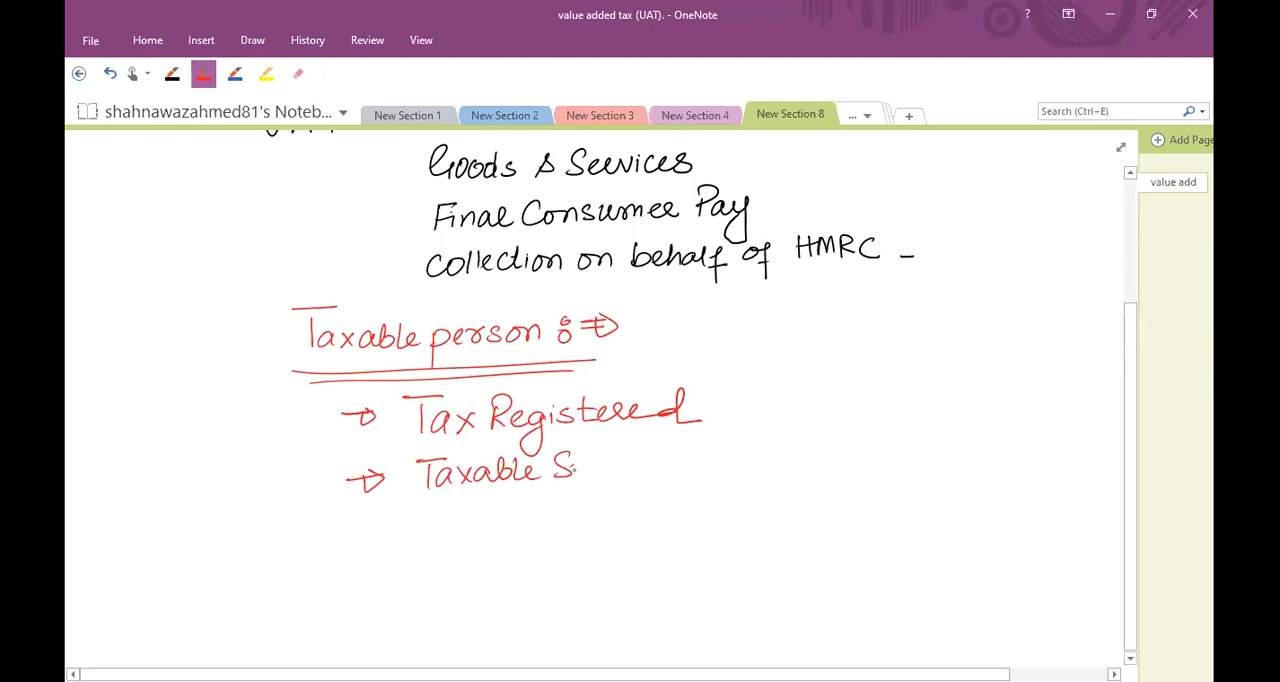 value added tax (UAT). - OneNote
?
File Home Insert Draw History Review View
shahnawazahmed81's Noteb... New Section 1 New Section 2 New Section 3 New Section 4 New Section 8 ... +
Search (Ctrl+E)
Add Page
value add
Goods & Services
Final Consumer Pay
Collection on behalf of HMRC -
Taxable person :⇒
→ Tax Registered
→ Taxable S